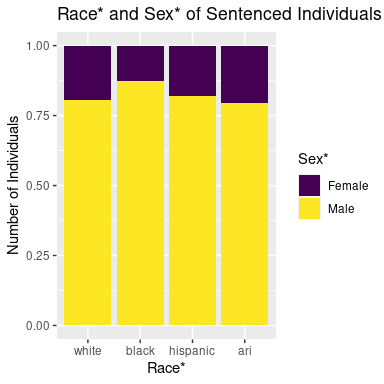 Race* and Sex* of Sentenced Individuals
Number of Individuals
1.00
0.75
0.50
0.25
0.00
white black hispanic ari
Race*
Sex*
Female
Male